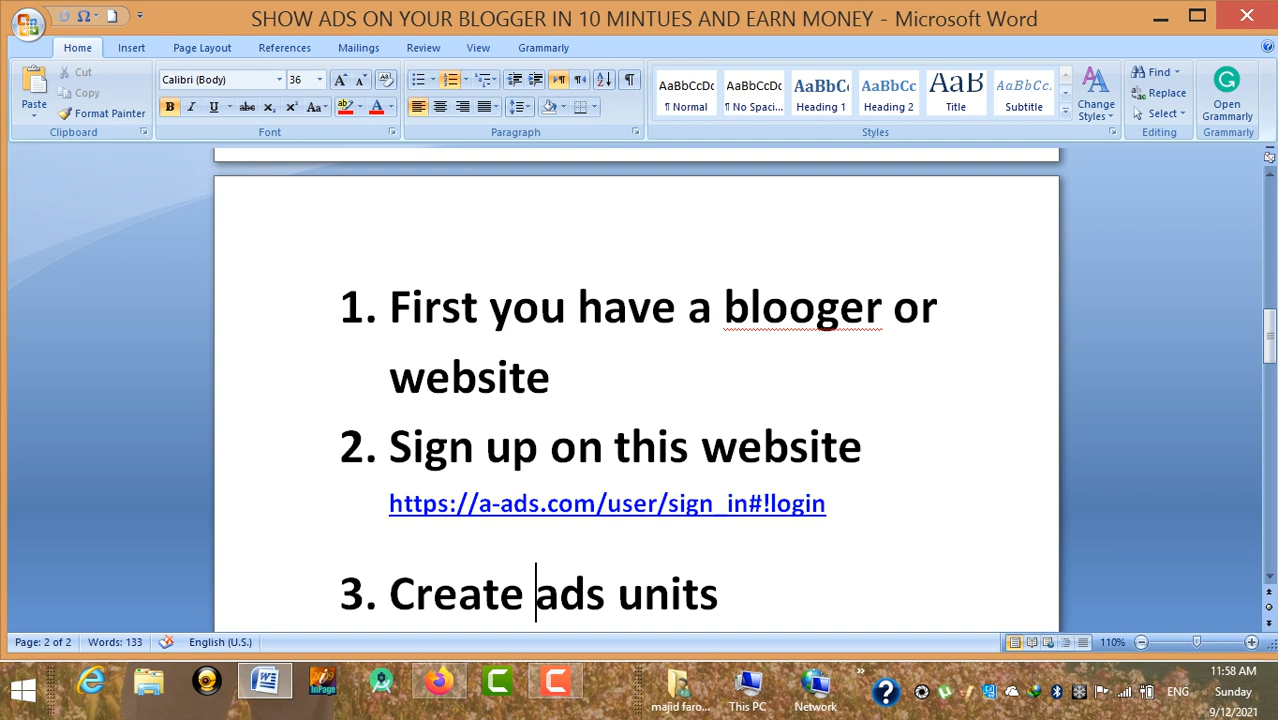 SHOW ADS ON YOUR BLOGGER IN 10 MINTUES AND EARN MONEY - Microsoft Word
Home Insert Page Layout References Mailings Review View Grammarly
Paste
Cut
Copy
Format Painter
Clipboard
Calibri (Body) 36
Font
Paragraph
AaBbCcDc AaBbCcDc AaBbC AaBbCc AaB AaBbCc.
¶ Normal ¶ No Spaci... Heading 1 Heading 2 Title Subtitle
Change Styles
Styles
Find
Replace
Select
Editing
Open Grammarly
Grammarly
1. First you have a blooger or
website
2. Sign up on this website
https://a-ads.com/user/sign_in#!login
3. Create ads units
Page: 2 of 2 Words: 133 English (U.S.) 110%
InPage
majid faro... This PC Network
ENG
11:58 AM
Sunday
9/12/2021